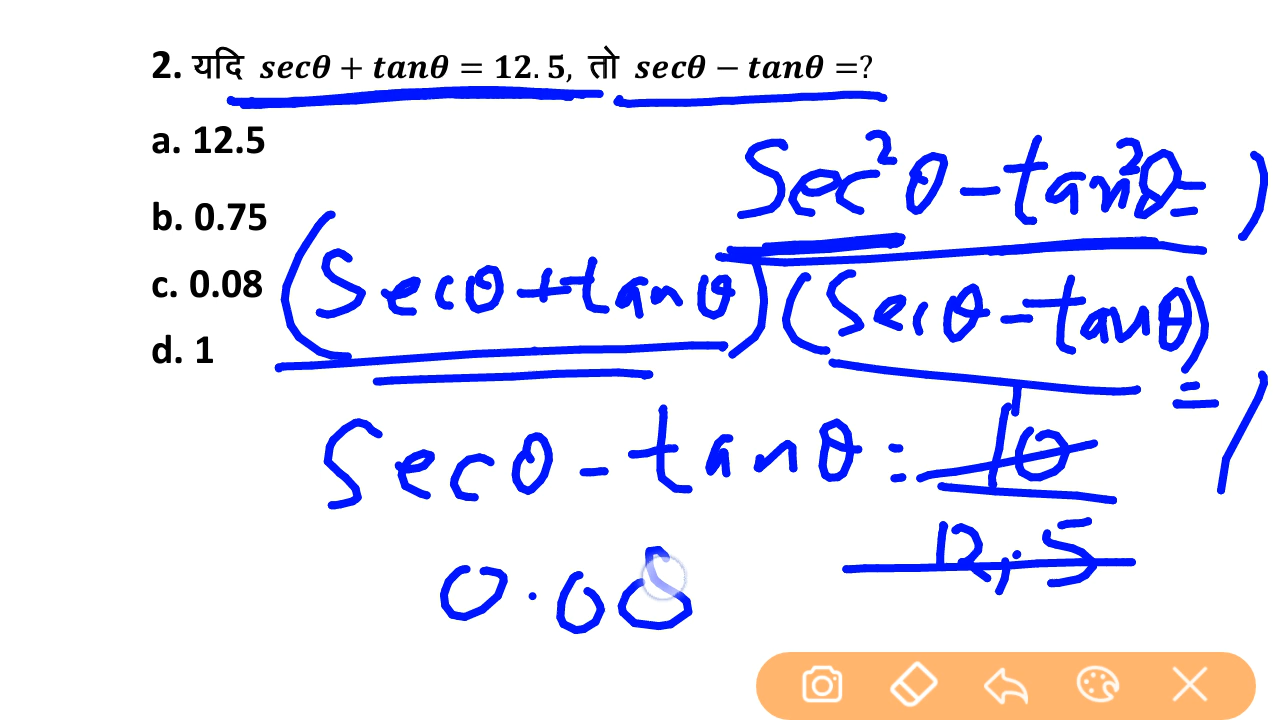 2. यदि secθ + tanθ = 12.5, तो secθ − tanθ =?
a. 12.5
b. 0.75
c. 0.08
d. 1
Sec²θ – tan²θ = 1
(Secθ + tanθ) (Secθ – tanθ) = 1
Secθ – tanθ = 10
12.5
0.08